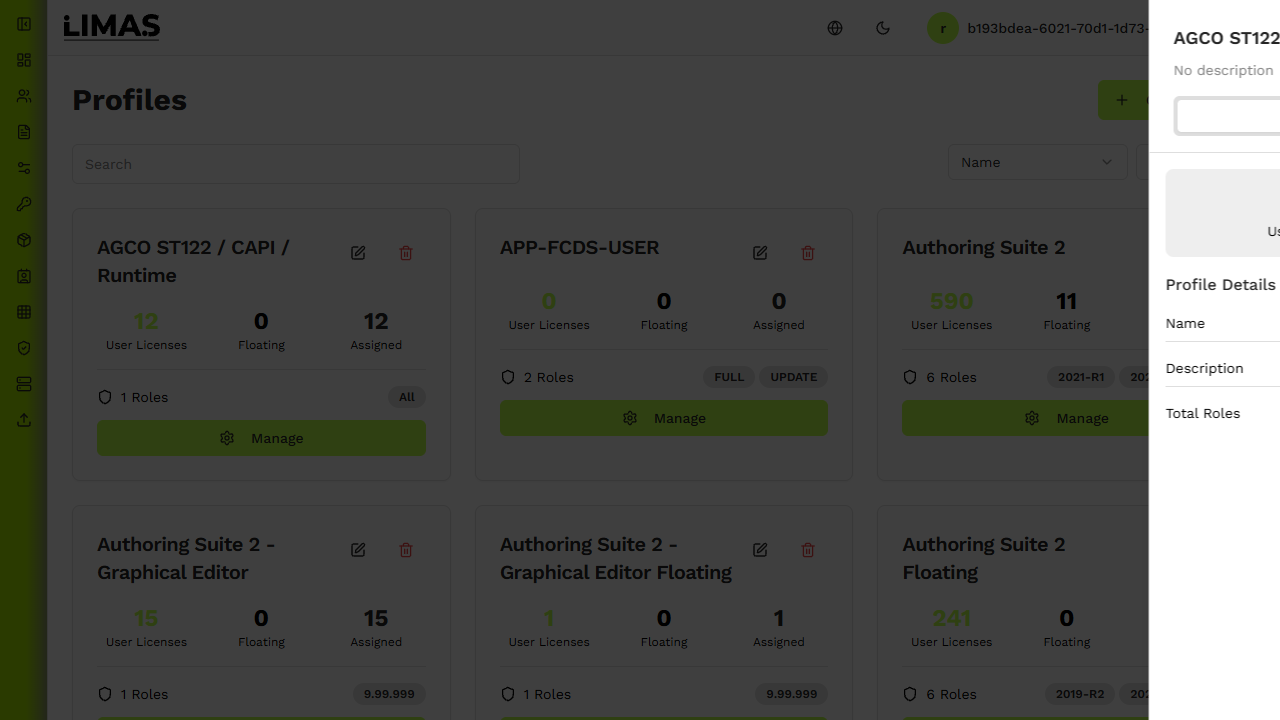 LIMAS
r
b193bdea-6021-70d1-1d73-
Profiles
Search
Name
AGCO ST122 / CAPI /
Runtime
12
0
12
User Licenses
Floating
Assigned
1 Roles
All
Manage
APP-FCDS-USER
0
0
0
User Licenses
Floating
Assigned
2 Roles
FULL
UPDATE
Manage
Authoring Suite 2
590
11
User Licenses
Floating
6 Roles
2021-R1
Manage
Authoring Suite 2 -
Graphical Editor
15
0
15
User Licenses
Floating
Assigned
1 Roles
9.99.999
Authoring Suite 2 -
Graphical Editor Floating
1
0
1
User Licenses
Floating
Assigned
1 Roles
9.99.999
Authoring Suite 2
Floating
241
0
User Licenses
Floating
6 Roles
2019-R2
AGCO ST122
No description
Profile Details
Name
Description
Total Roles